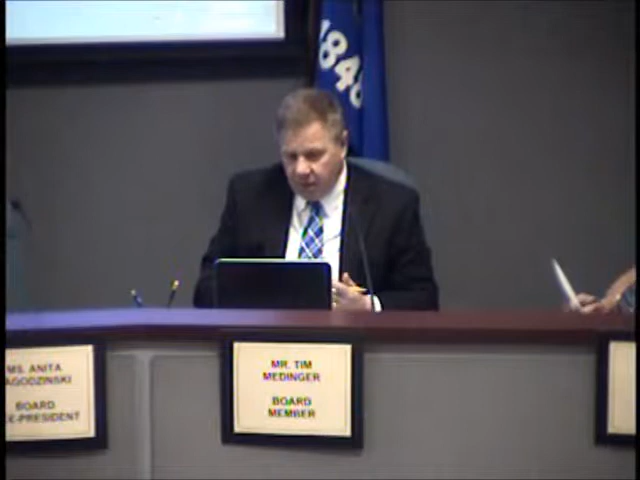 1848
MS. ANITA
AGODZINSKI
BOARD
E-PRESIDENT
MR. TIM
MEDINGER
BOARD
MEMBER